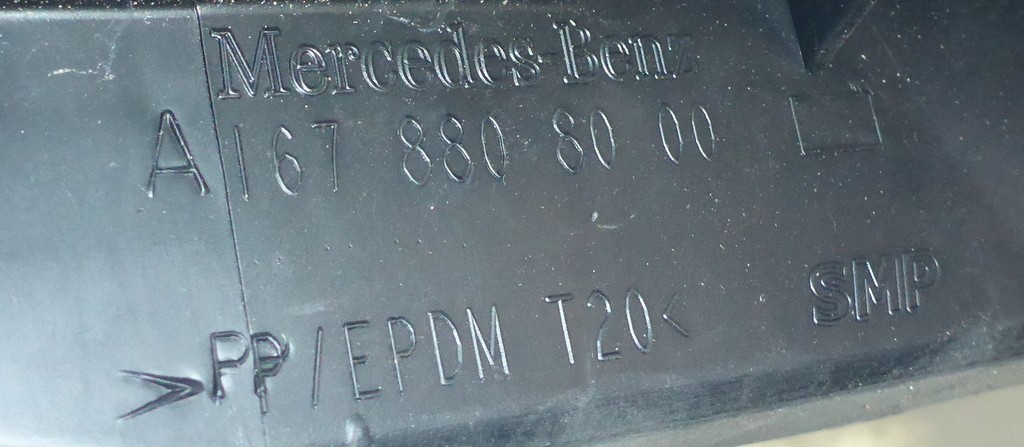 Mercedes-Benz
A 167 880 80 00
>PP/EPDM T20< SMP